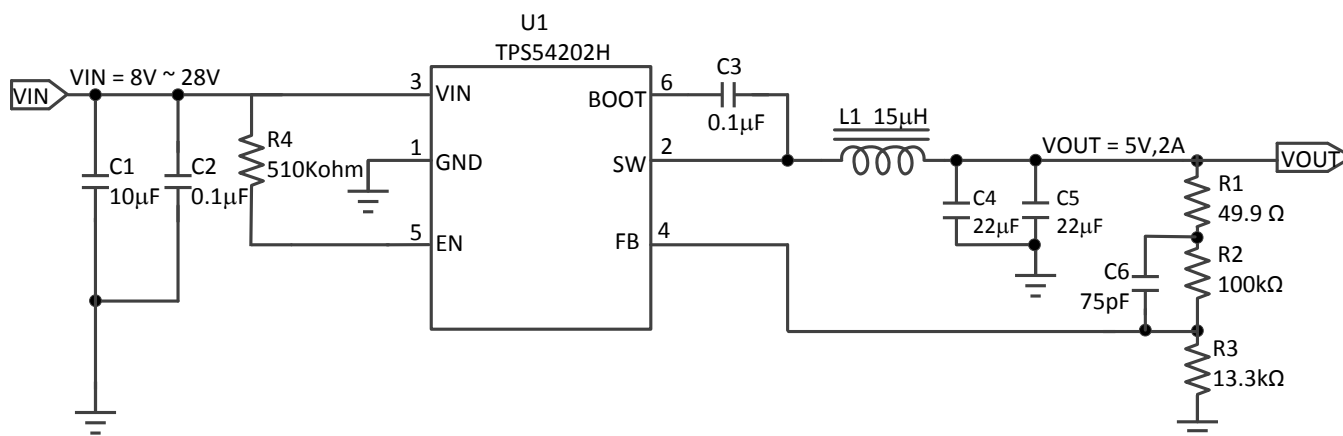 U1
TPS54202H
VIN
VIN = 8V ~ 28V
3
VIN
BOOT
6
C3
0.1µF
L1 15µH
R4
510Kohm
1
GND
SW
2
VOUT = 5V,2A
VOUT
C1
10µF
C2
0.1µF
C4
22µF
C5
22µF
R1
49.9 Ω
5
EN
FB
4
C6
75pF
R2
100kΩ
R3
13.3kΩ